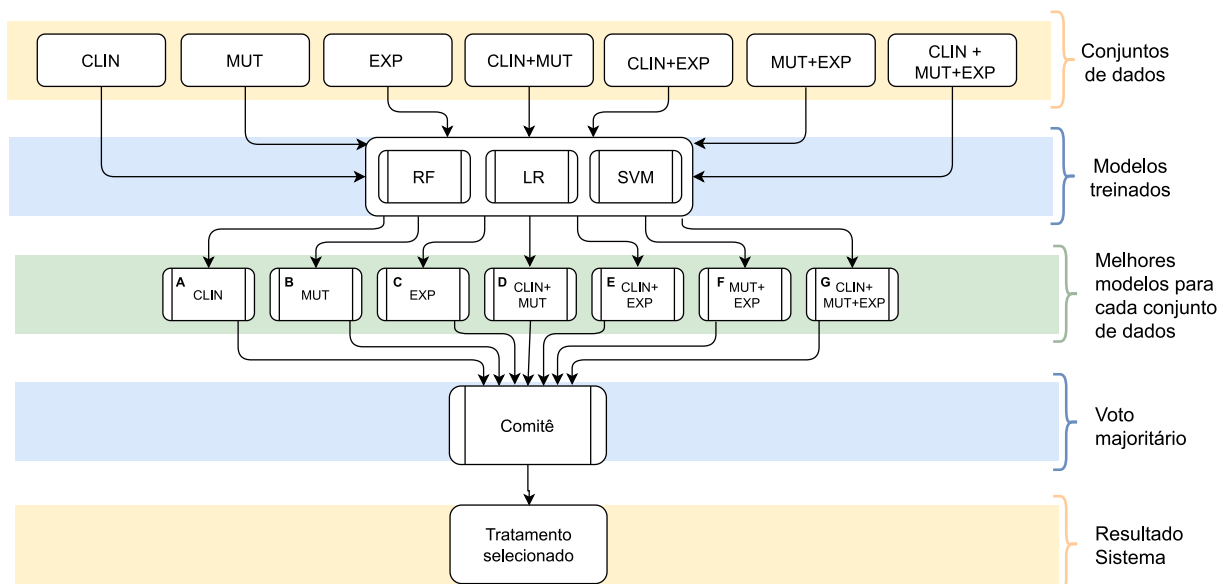 CLIN
MUT
EXP
CLIN+MUT
CLIN+EXP
MUT+EXP
CLIN +
MUT+EXP
Conjuntos
de dados
RF
LR
SVM
Modelos
treinados
A
CLIN
B
MUT
C
EXP
D
CLIN+
MUT
E
CLIN+
EXP
F
MUT+
EXP
G
CLIN+
MUT+EXP
Melhores
modelos para
cada conjunto
de dados
Comitê
Voto
majoritário
Tratamento
selecionado
Resultado
Sistema